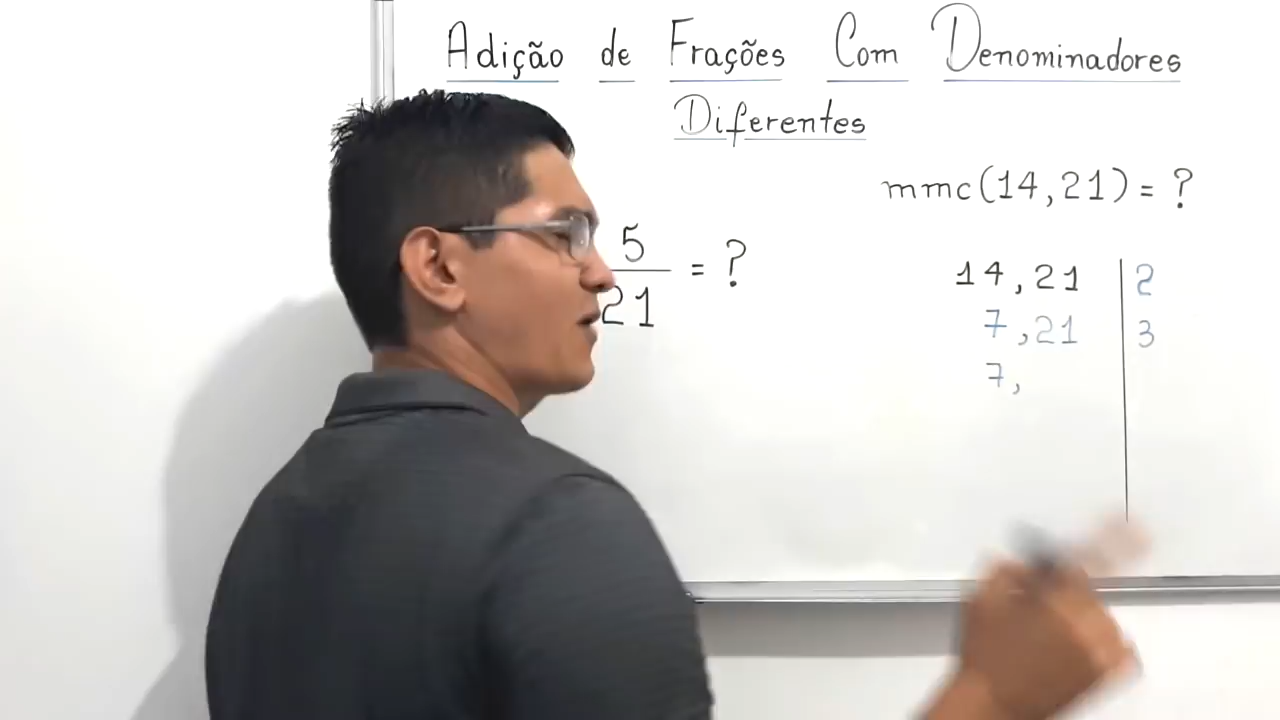 Adição de Frações Com Denominadores
Diferentes
mmc(14,21) = ?
5
21
= ?
14,21 | 2
7,21 | 3
7,